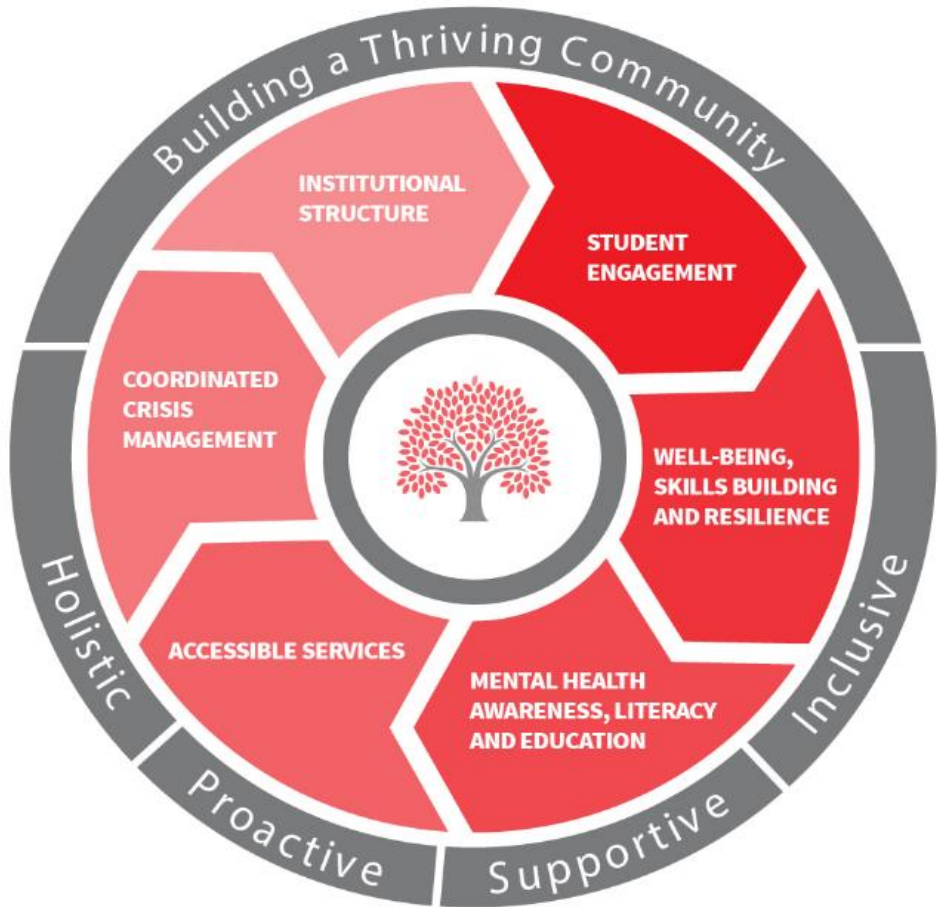 Building a Thriving Community
INSTITUTIONAL
STRUCTURE
STUDENT
ENGAGEMENT
COORDINATED
CRISIS
MANAGEMENT
WELL-BEING,
SKILLS BUILDING
AND RESILIENCE
ACCESSIBLE SERVICES
MENTAL HEALTH
AWARENESS, LITERACY
AND EDUCATION
Holistic
Proactive
Supportive
Inclusive